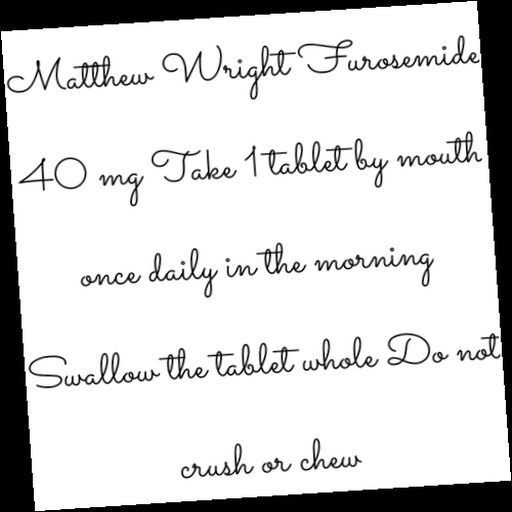 Matthew Wright Furosemide
40 mg Take 1 tablet by mouth
once daily in the morning
Swallow the tablet whole Do not
crush or chew